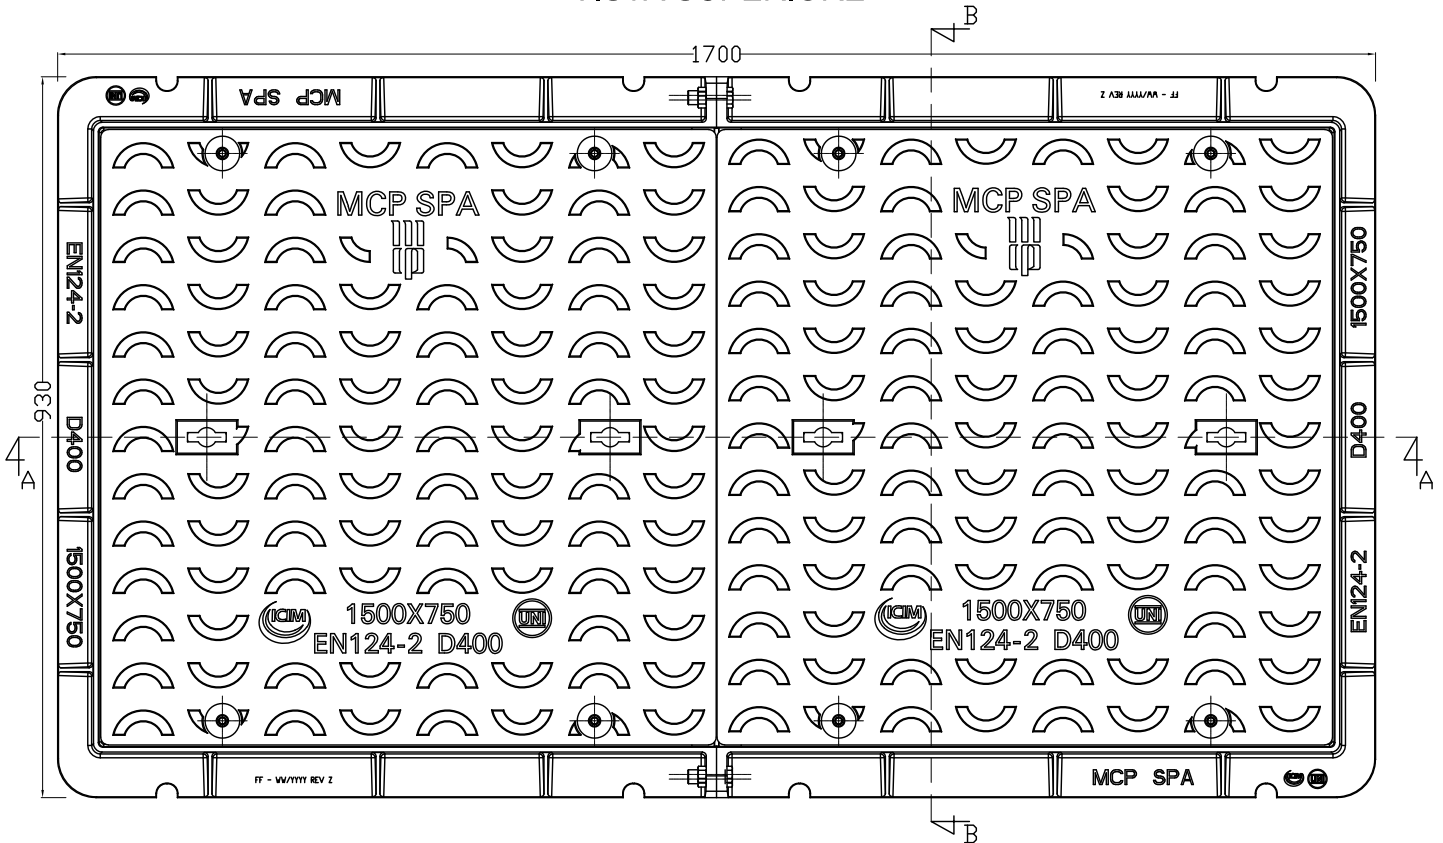 B
1700
UNI
MCP SPA
FF - WW/YYYY REV Z
MCP SPA
MCP SPA
EN124-2
1500X750
930
D400
D400
A
A
1500X750
EN124-2
ICIM
1500X750
UNI
EN124-2 D400
ICIM
1500X750
UNI
EN124-2 D400
FF - WW/YYYY REV Z
MCP SPA
UNI
B